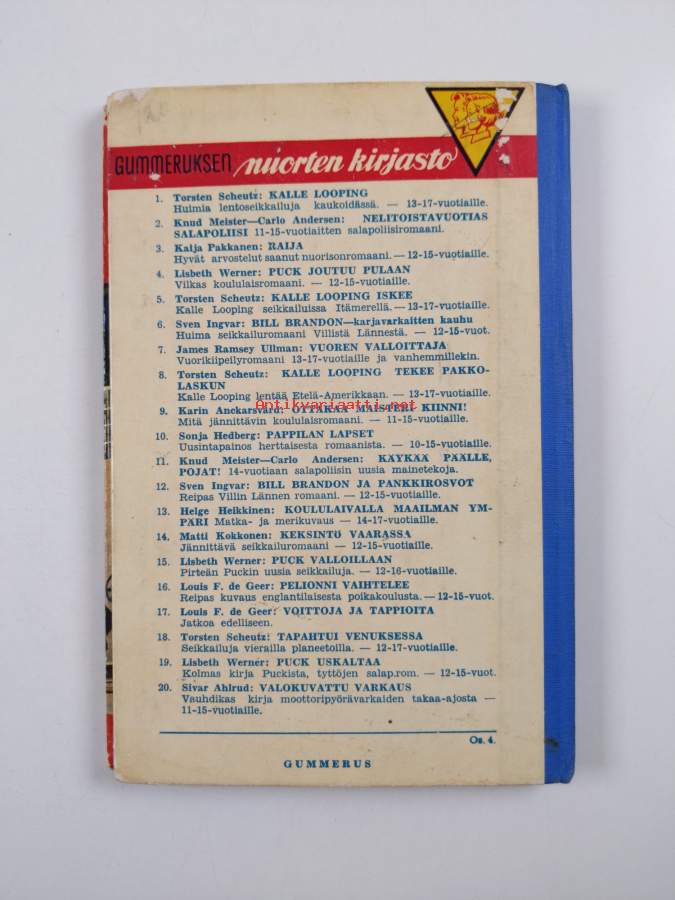 GUMMERUKSEN nuorten kirjasto
1. Torsten Scheutz: KALLE LOOPING
Huimia lentoseikkailuja kaukoidässä. — 13-17-vuotiaille.
2. Knud Meister—Carlo Andersen: NELITOISTAVUOTIAS
SALAPOLIISI 11-15-vuotiaitten salapoliisiromaani.
3. Kaija Pakkanen: RAIJA
Hyvät arvostelut saanut nuorisonromaani. — 12-15-vuotiaille.
4. Lisbeth Werner: PUCK JOUTUU PULAAN
Vilkas koululaisromaani. — 12-15-vuotiaille.
5. Torsten Scheutz: KALLE LOOPING ISKEE
Kalle Looping seikkailuissa Itämerellä. — 13-17-vuotiaille.
6. Sven Ingvar: BILL BRANDON—karjavarkaitten kauhu
Huima seikkailuromaani Villistä Lännestä. — 12-15-vuot.
7. James Ramsey Ullman: VUOREN VALLOITTAJA
Vuorikiipeilyromaani 13-17-vuotiaille ja vanhemmillekin.
8. Torsten Scheutz: KALLE LOOPING TEKEE PAKKO-
LASKUN
Kalle Looping lentää Etelä-Amerikkaan. — 13-17-vuotiaille.
Antikvariaatti.net
9. Karin Anckarsvärd: OTTAKAA MAISTERI KIINNI!
Mitä jännittävin koululaisromaani. — 11-15-vuotiaille.
10. Sonja Hedberg: PAPPILAN LAPSET
Uusintapainos herttaisesta romaanista. — 10-15-vuotiaille.
11. Knud Meister—Carlo Andersen: KÄYKÄÄ PÄÄLLE,
POJAT! 14-vuotiaan salapoliisin uusia mainetekoja.
12. Sven Ingvar: BILL BRANDON JA PANKKIROSVOT
Reipas Villin Lännen romaani. — 12-15-vuotiaille.
13. Helge Heikkinen: KOULULAIVALLA MAAILMAN YM-
PÄRI Matka- ja merikuvaus — 14-17-vuotiaille.
14. Matti Kokkonen: KEKSINTÖ VAARASSA
Jännittävä seikkailuromaani — 12-15-vuotiaille.
15. Lisbeth Werner: PUCK VALLOILLAAN
Pirteän Puckin uusia seikkailuja. — 12-16-vuotiaille.
16. Louis F. de Geer: PELIONNI VAIHTELEE
Reipas kuvaus englantilaisesta poikakoulusta. — 12-15-vuot.
17. Louis F. de Geer: VOITTOJA JA TAPPIOITA
Jatkoa edelliseen.
18. Torsten Scheutz: TAPAHTUI VENUKSESSA
Seikkailuja vierailla planeetoilla. — 12-17-vuotiaille.
19. Lisbeth Werner: PUCK USKALTAA
Kolmas kirja Puckista, tyttöjen salap.rom. — 12-15-vuot.
20. Sivar Ahlrud: VALOKUVATTU VARKAUS
Vauhdikas kirja moottoripyörävarkaiden takaa-ajosta —
11-15-vuotiaille.
Os. 4.
GUMMERUS